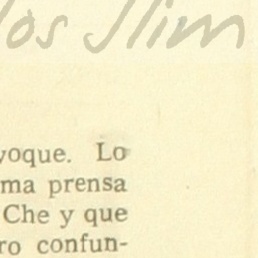 los Slim
voque. Lo
ma prensa
Che y que
ro confun-